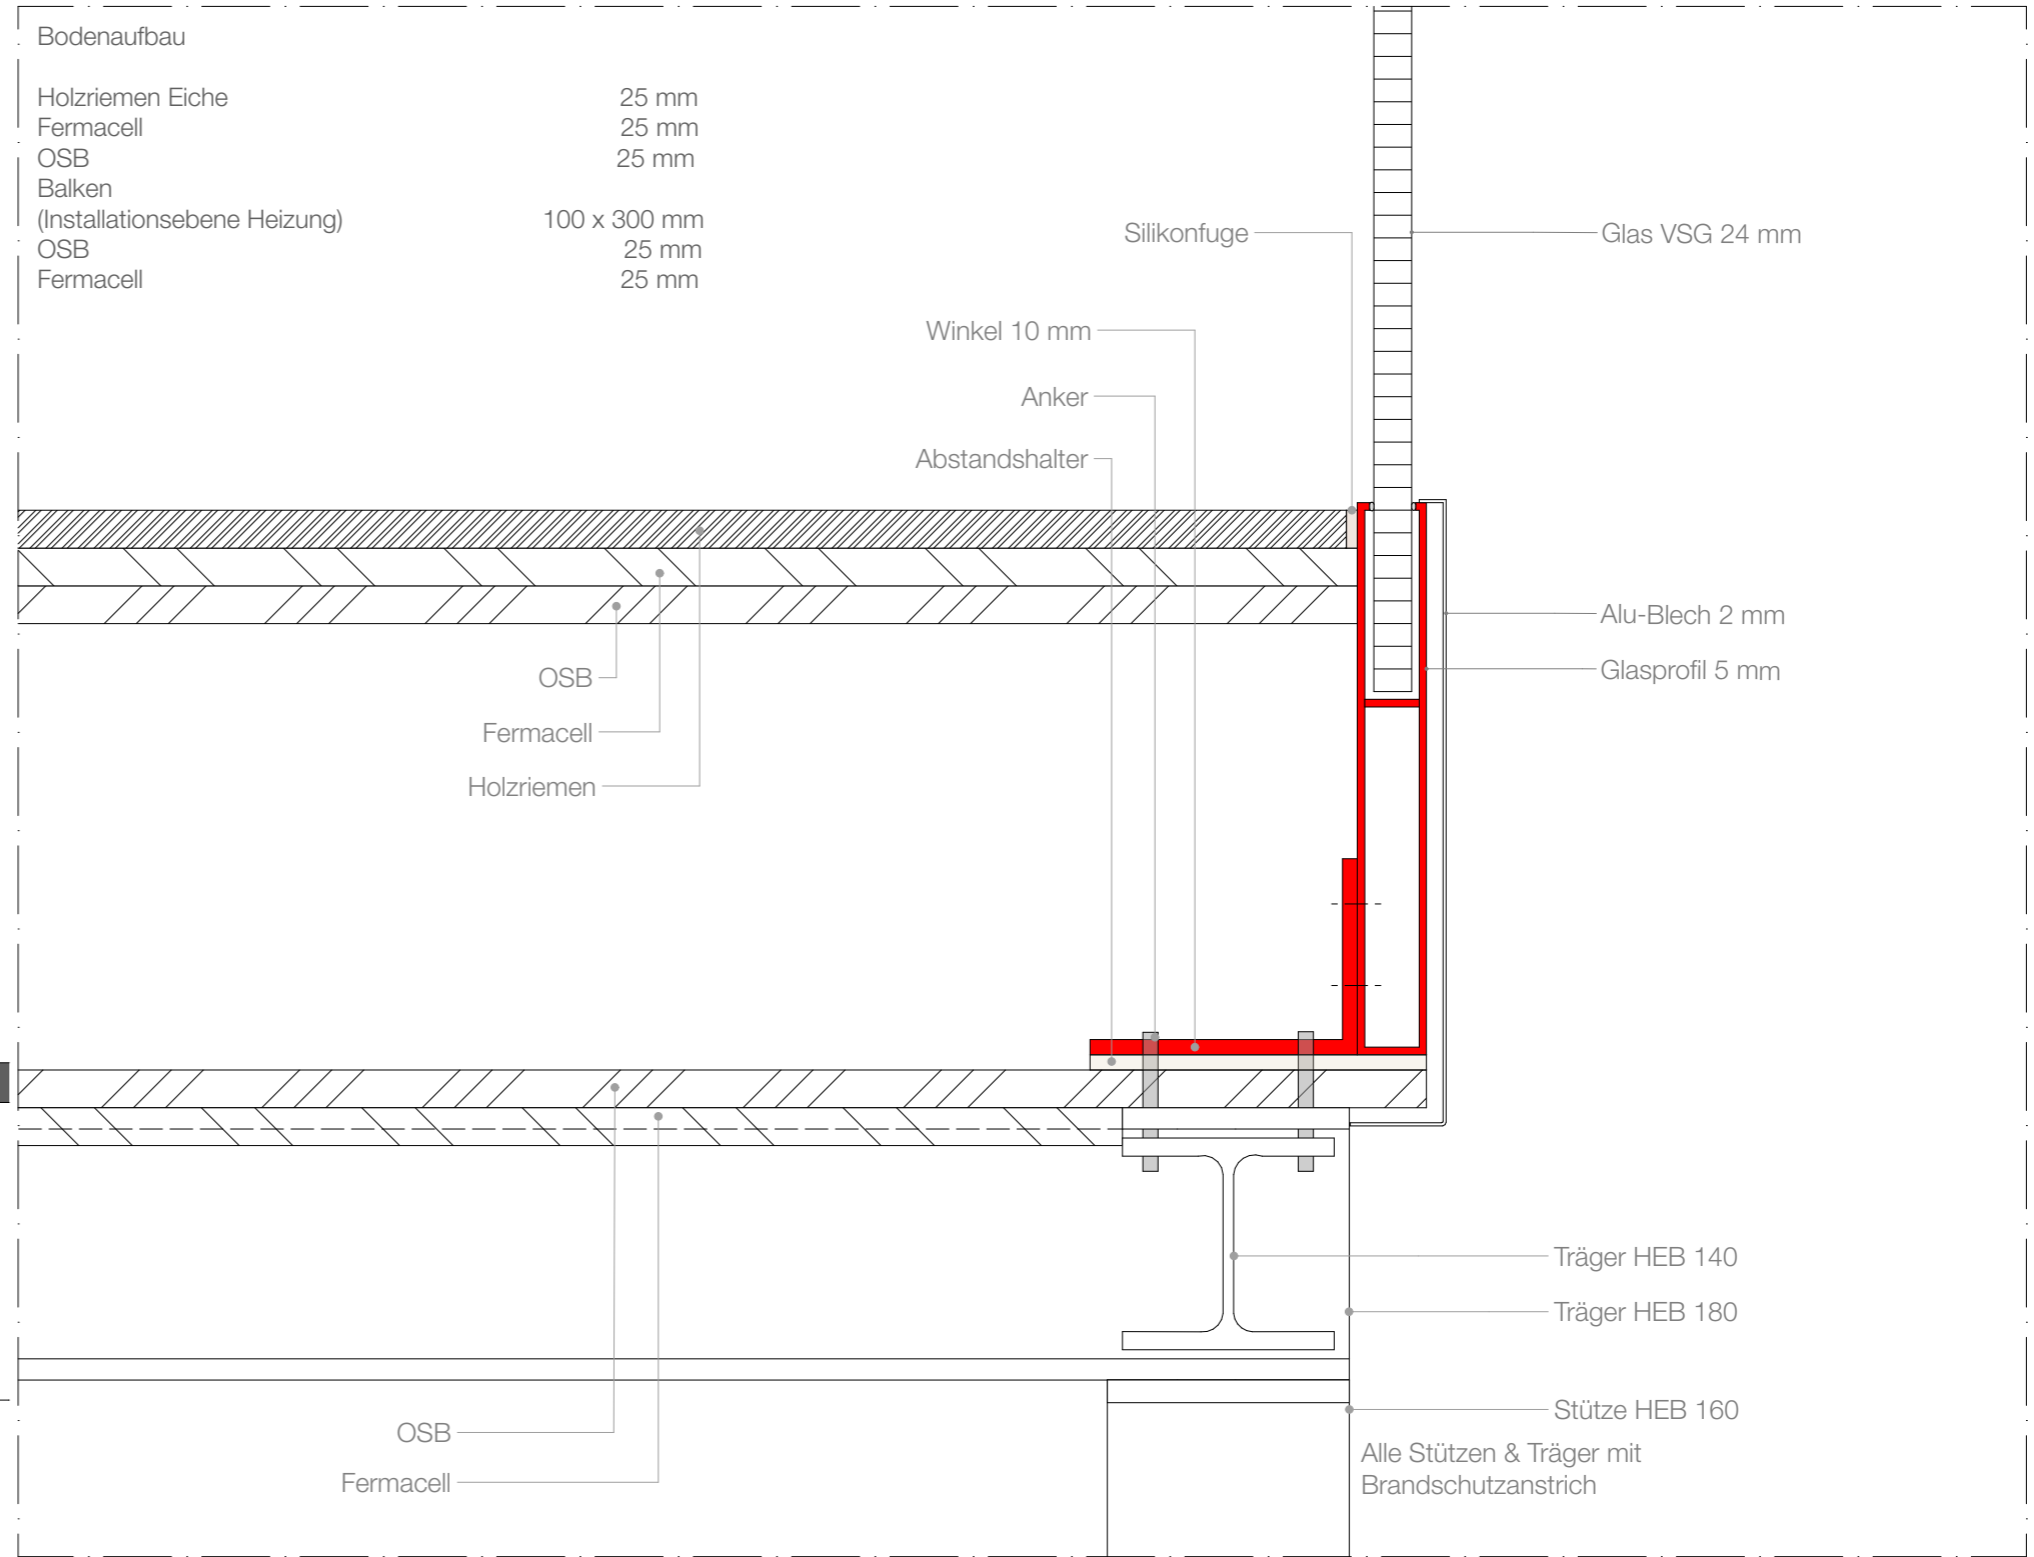 Bodenaufbau
Holzriemen Eiche 25 mm
Fermacell 25 mm
OSB 25 mm
Balken
(Installationsebene Heizung) 100 x 300 mm
OSB 25 mm
Fermacell 25 mm
Silikonfuge
Glas VSG 24 mm
Winkel 10 mm
Anker
Abstandshalter
Alu-Blech 2 mm
OSB
Glasprofil 5 mm
Fermacell
Holzriemen
Träger HEB 140
Träger HEB 180
Stütze HEB 160
OSB
Alle Stützen & Träger mit
Brandschutzanstrich
Fermacell